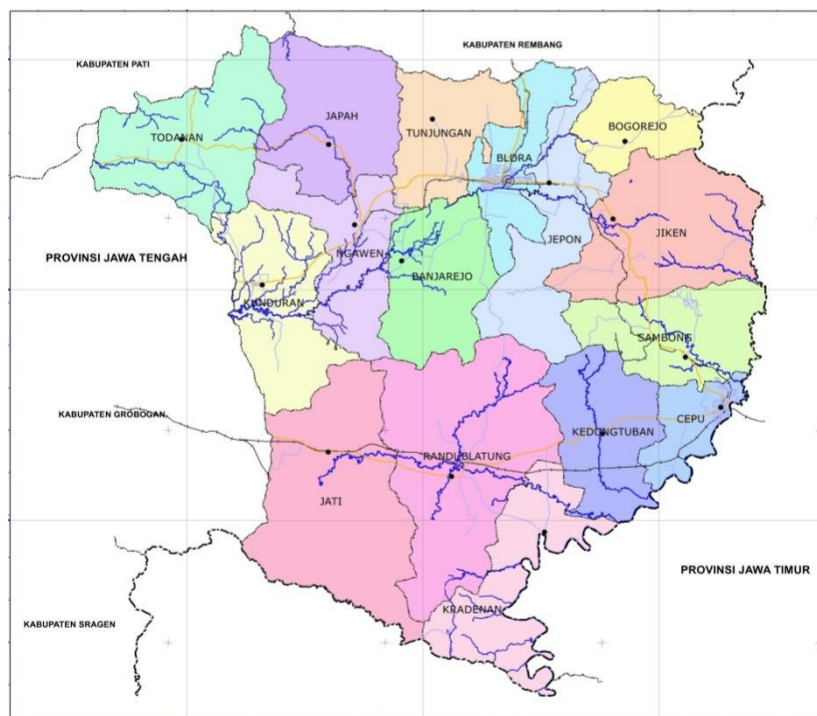 KABUPATEN REMBANG
KABUPATEN PATI
JAPAH
TODANAN
TUNJUNGAN
BOGOREJO
BLORA
JIKEN
JEPON
NGAWEN
PROVINSI JAWA TENGAH
BANJAREJO
KUNDURAN
SAMBONG
KABUPATEN GROBOGAN
CEPU
KEDONGTUBAN
RANDUBLATUNG
JATI
PROVINSI JAWA TIMUR
KRADENAN
KABUPATEN SRAGEN